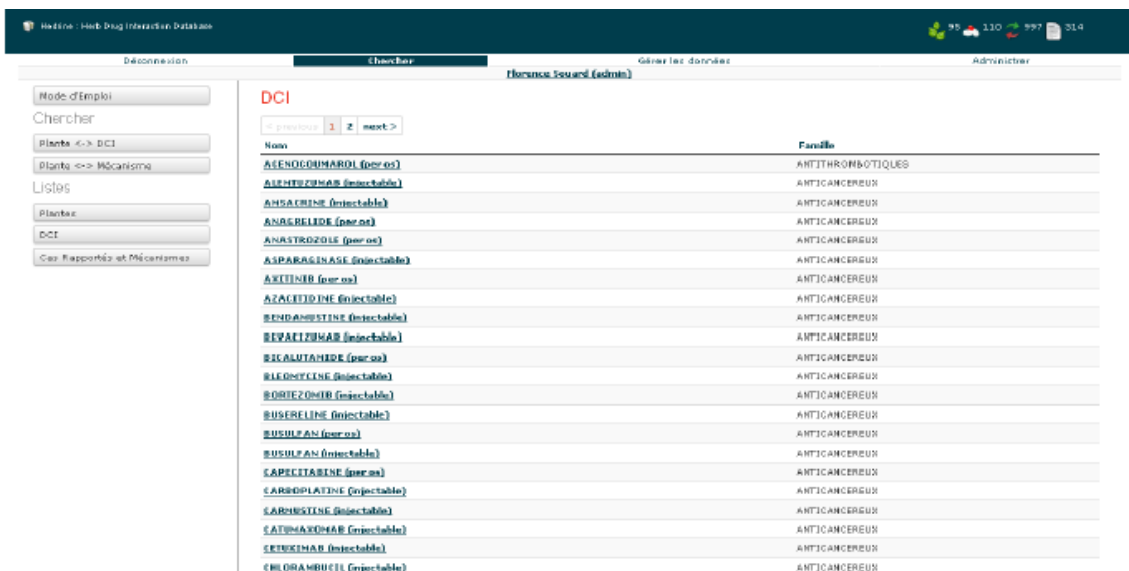 Hedrine : Herb Drug Interaction Database 95 110 997 314
Déconnexion Chercher Gérer les données Administrer
Florence Souard (admin)
Mode d'Emploi
Chercher
Plante <-> DCI
Plante <-> Mécanisme
Listes
Plantes
DCI
Cas Rapportés et Mécanismes
DCI
< previous 1 2 next >
Nom Famille
ACENOCOUMAROL (per os) ANTITHROMBOTIQUES
ALEMTUZUMAB (injectable) ANTICANCEREUX
AMSACRINE (injectable) ANTICANCEREUX
ANAGRELIDE (per os) ANTICANCEREUX
ANASTROZOLE (per os) ANTICANCEREUX
ASPARAGINASE (injectable) ANTICANCEREUX
AXITINIB (per os) ANTICANCEREUX
AZACITIDINE (injectable) ANTICANCEREUX
BENDAMUSTINE (injectable) ANTICANCEREUX
BEVACIZUMAB (injectable) ANTICANCEREUX
BICALUTAMIDE (per os) ANTICANCEREUX
BLEOMYCINE (injectable) ANTICANCEREUX
BORTEZOMIB (injectable) ANTICANCEREUX
BUSERELINE (injectable) ANTICANCEREUX
BUSULFAN (per os) ANTICANCEREUX
BUSULFAN (injectable) ANTICANCEREUX
CAPECITABINE (per os) ANTICANCEREUX
CARBOPLATINE (injectable) ANTICANCEREUX
CARMUSTINE (injectable) ANTICANCEREUX
CATUMAXOMAB (injectable) ANTICANCEREUX
CETUXIMAB (injectable) ANTICANCEREUX
CHLORAMBUCIL (injectable) ANTICANCEREUX